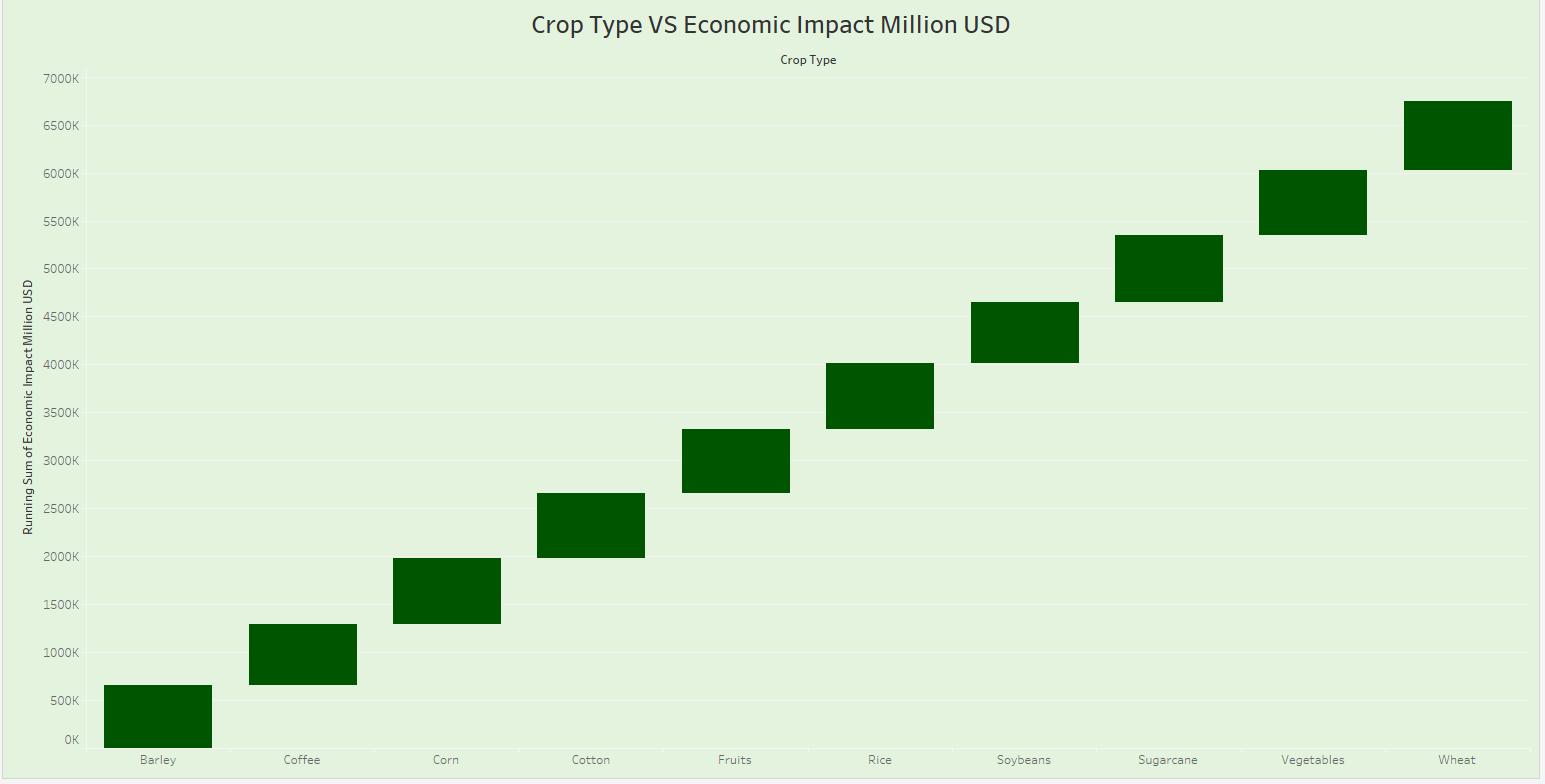 Crop Type VS Economic Impact Million USD
Crop Type
Running Sum of Economic Impact Million USD
7000K
6500K
6000K
5500K
5000K
4500K
4000K
3500K
3000K
2500K
2000K
1500K
1000K
500K
0K
Barley Coffee Corn Cotton Fruits Rice Soybeans Sugarcane Vegetables Wheat